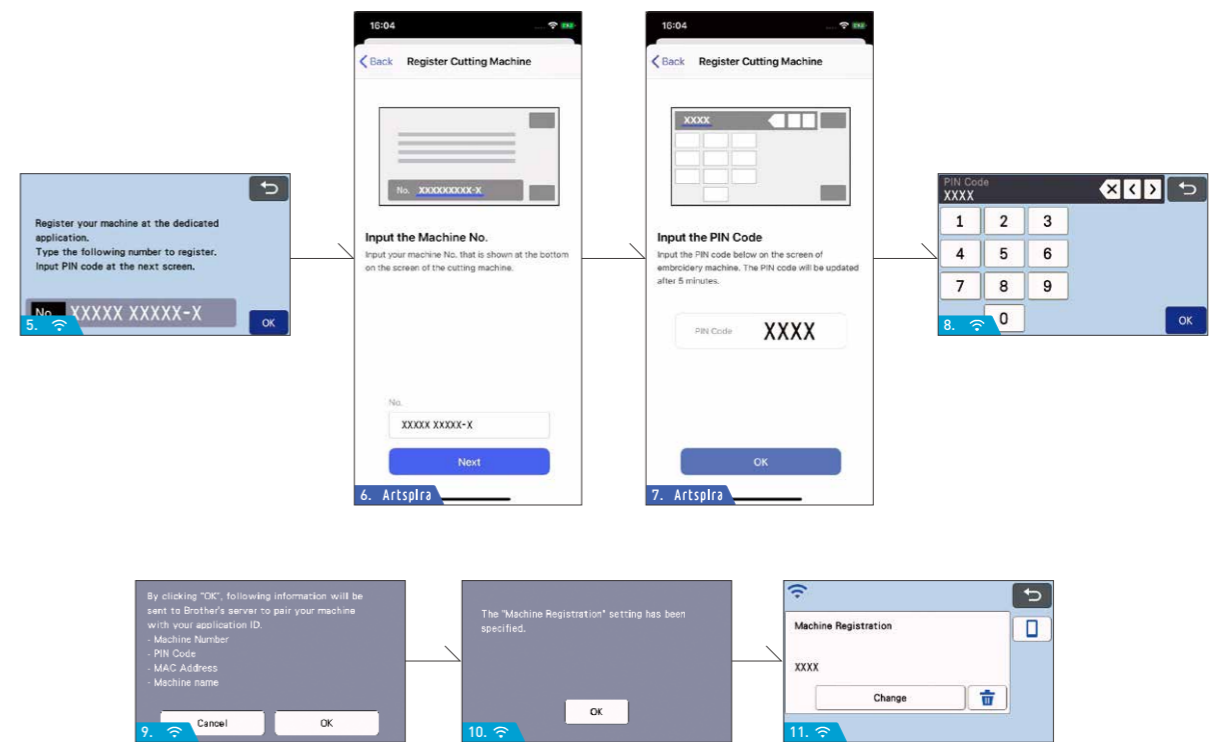 Register your machine at the dedicated
application.
Type the following number to register.
Input PIN code at the next screen.
No. XXXXX XXXXX-X
OK
5.
16:04
Back Register Cutting Machine
No. XXXXXXXXX-X
Input the Machine No.
Input your machine No. that is shown at the bottom
on the screen of the cutting machine.
No.
XXXXX XXXXX-X
Next
6. Artspira
16:04
Back Register Cutting Machine
XXXX
Input the PIN Code
Input the PIN code below on the screen of
embroidery machine. The PIN code will be updated
after 5 minutes.
PIN Code XXXX
OK
7. Artspira
PIN Code
XXXX
1 2 3
4 5 6
7 8 9
0
OK
8.
By clicking "OK", following information will be
sent to Brother's server to pair your machine
with your application ID.
- Machine Number
- PIN Code
- MAC Address
- Machine name
Cancel OK
9.
The "Machine Registration" setting has been
specified.
OK
10.
Machine Registration
XXXX
Change
11.